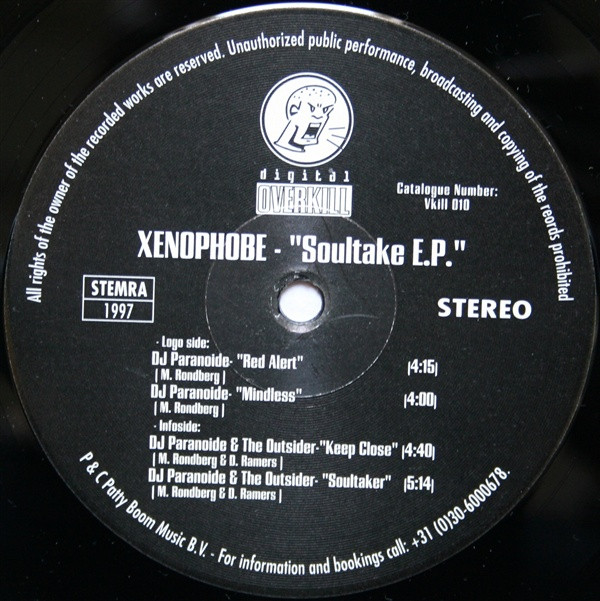 All rights of the owner of the recorded works are reserved. Unauthorized public performance, broadcasting and copying of the reords prohibited
digital
OVERKILL
Catalogue Number:
Vkill 010
XENOPHOBE - "Soultake E.P."
STEMRA
1997
STEREO
- Logo side:
DJ Paranoide- "Red Alert" |4:15|
| M. Rondberg |
DJ Paranoide- "Mindless" |4:00|
| M. Rondberg |
- Infoside:
DJ Paranoide & The Outsider-"Keep Close" |4:40|
| M. Rondberg & D. Ramers |
DJ Paranoide & The Outsider- "Soultaker" |5:14|
| M. Rondberg & D. Ramers |
P & C Patty Boom Music B.V. - For information and bookings call: +31 (0)30-6000678.